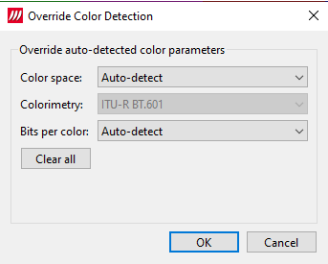 Override Color Detection
Override auto-detected color parameters
Color space: Auto-detect
Colorimetry: ITU-R BT.601
Bits per color: Auto-detect
Clear all
OK Cancel